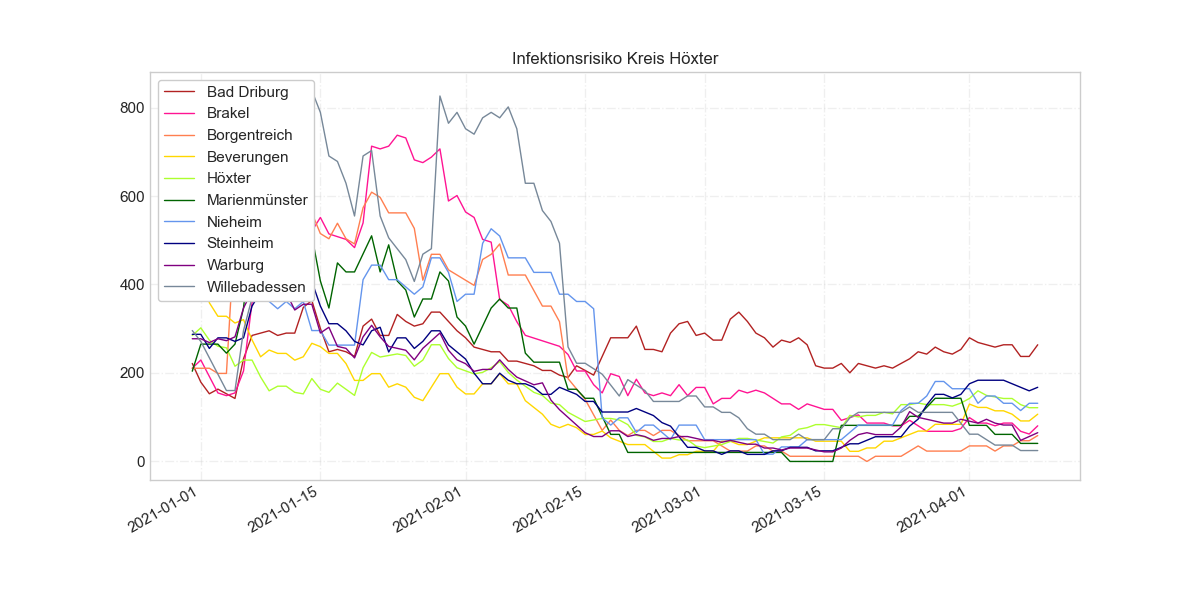 Infektionsrisiko Kreis Höxter
800
600
400
200
0
Bad Driburg
Brakel
Borgentreich
Beverungen
Höxter
Marienmünster
Nieheim
Steinheim
Warburg
Willebadessen
2021-01-01
2021-01-15
2021-02-01
2021-02-15
2021-03-01
2021-03-15
2021-04-01